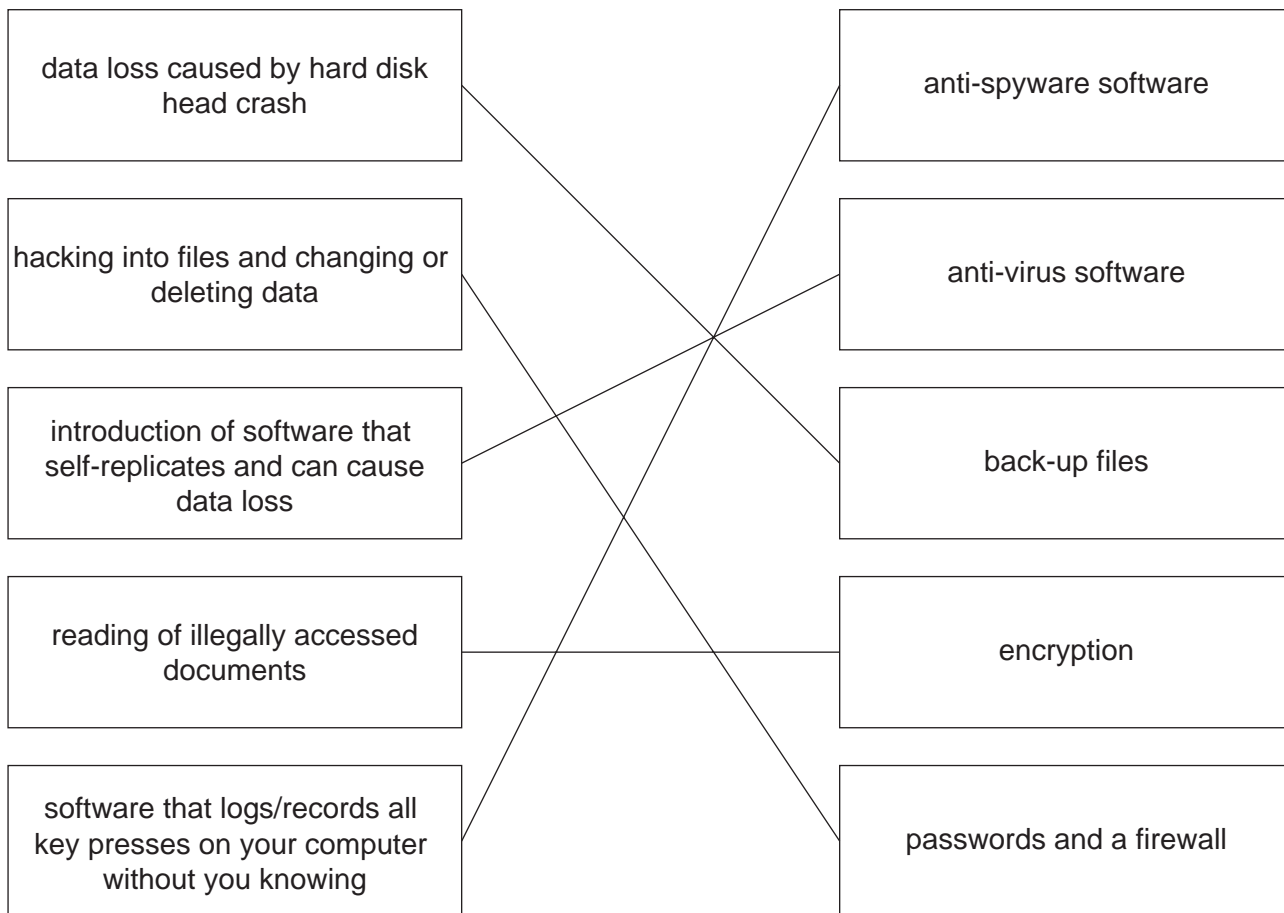 data loss caused by hard disk
head crash
anti-spyware software
hacking into files and changing or
deleting data
anti-virus software
introduction of software that
self-replicates and can cause
data loss
back-up files
reading of illegally accessed
documents
encryption
software that logs/records all
key presses on your computer
without you knowing
passwords and a firewall